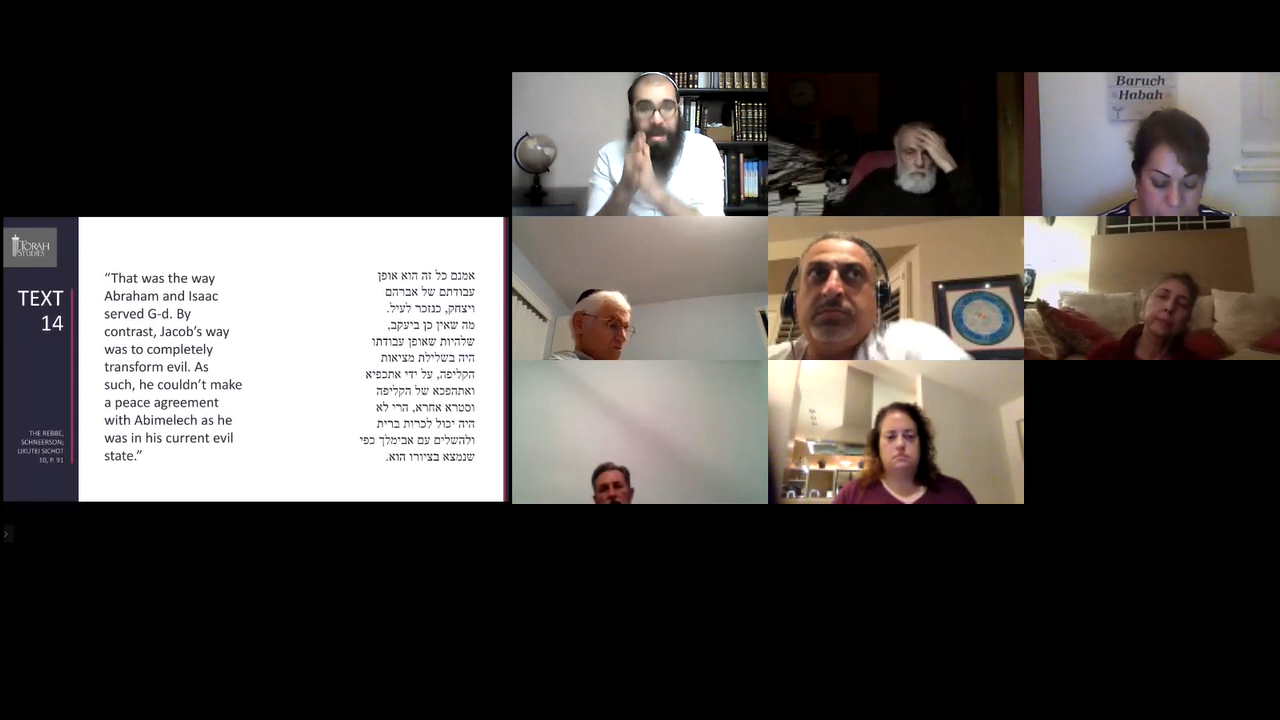 TORAH
STUDIES
TEXT
14
THE REBBE,
SCHNEERSON;
LIKUTEI SICHOT
10, P. 91
“That was the way
Abraham and Isaac
served G-d. By
contrast, Jacob’s way
was to completely
transform evil. As
such, he couldn’t make
a peace agreement
with Abimelech as he
was in his current evil
state.”
אמנם כל זה הוא אופן
עבודתם של אברהם
ויצחק, כנזכר לעיל.
מה שאין כן ביעקב,
שלהיות שאופן עבודתו
היה בשלילת מציאות
הקליפה, על ידי אתכפיא
ואתהפכא של הקליפה
וסטרא אחרא, הרי לא
היה יכול לכרות ברית
ולהשלים עם אבימלך כפי
שנמצא בציורו הוא.
Baruch
Habah